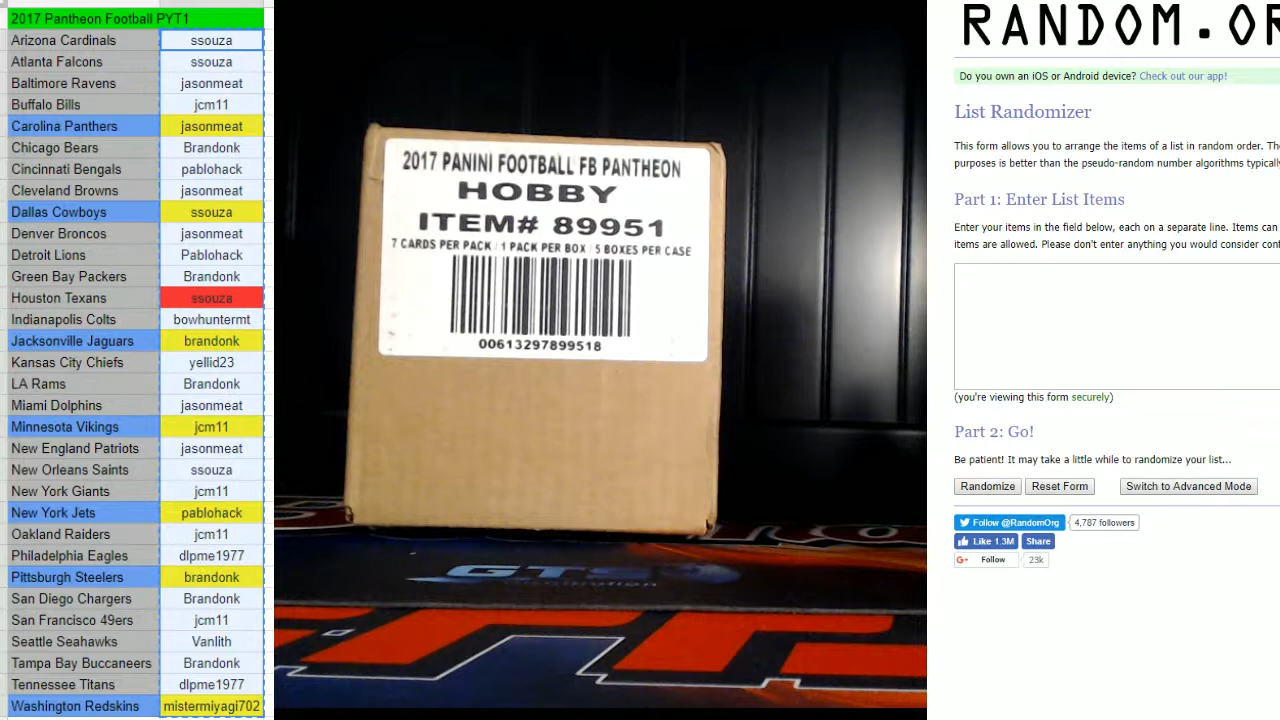 2017 Pantheon Football PYT1
Arizona Cardinals ssouza
Atlanta Falcons ssouza
Baltimore Ravens jasonmeat
Buffalo Bills jcm11
Carolina Panthers jasonmeat
Chicago Bears Brandonk
Cincinnati Bengals pablohack
Cleveland Browns jasonmeat
Dallas Cowboys ssouza
Denver Broncos jasonmeat
Detroit Lions Pablohack
Green Bay Packers Brandonk
Houston Texans ssouza
Indianapolis Colts bowhuntermt
Jacksonville Jaguars brandonk
Kansas City Chiefs yellid23
LA Rams Brandonk
Miami Dolphins jasonmeat
Minnesota Vikings jcm11
New England Patriots jasonmeat
New Orleans Saints ssouza
New York Giants jcm11
New York Jets pablohack
Oakland Raiders jcm11
Philadelphia Eagles dlpme1977
Pittsburgh Steelers brandonk
San Diego Chargers Brandonk
San Francisco 49ers jcm11
Seattle Seahawks Vanlith
Tampa Bay Buccaneers Brandonk
Tennessee Titans dlpme1977
Washington Redskins mistermiyagi702
2017 PANINI FOOTBALL FB PANTHEON
HOBBY
ITEM# 89951
7 CARDS PER PACK / 1 PACK PER BOX / 5 BOXES PER CASE
00613297899518
GTS
Distribution
RANDOM.OR
Do you own an iOS or Android device? Check out our app!
List Randomizer
This form allows you to arrange the items of a list in random order. The
purposes is better than the pseudo-random number algorithms typically
Part 1: Enter List Items
Enter your items in the field below, each on a separate line. Items can
items are allowed. Please don't enter anything you would consider conf
(you're viewing this form securely)
Part 2: Go!
Be patient! It may take a little while to randomize your list...
Randomize Reset Form Switch to Advanced Mode
Follow @RandomOrg 4,787 followers
Like 1.3M Share
G+ Follow 23k